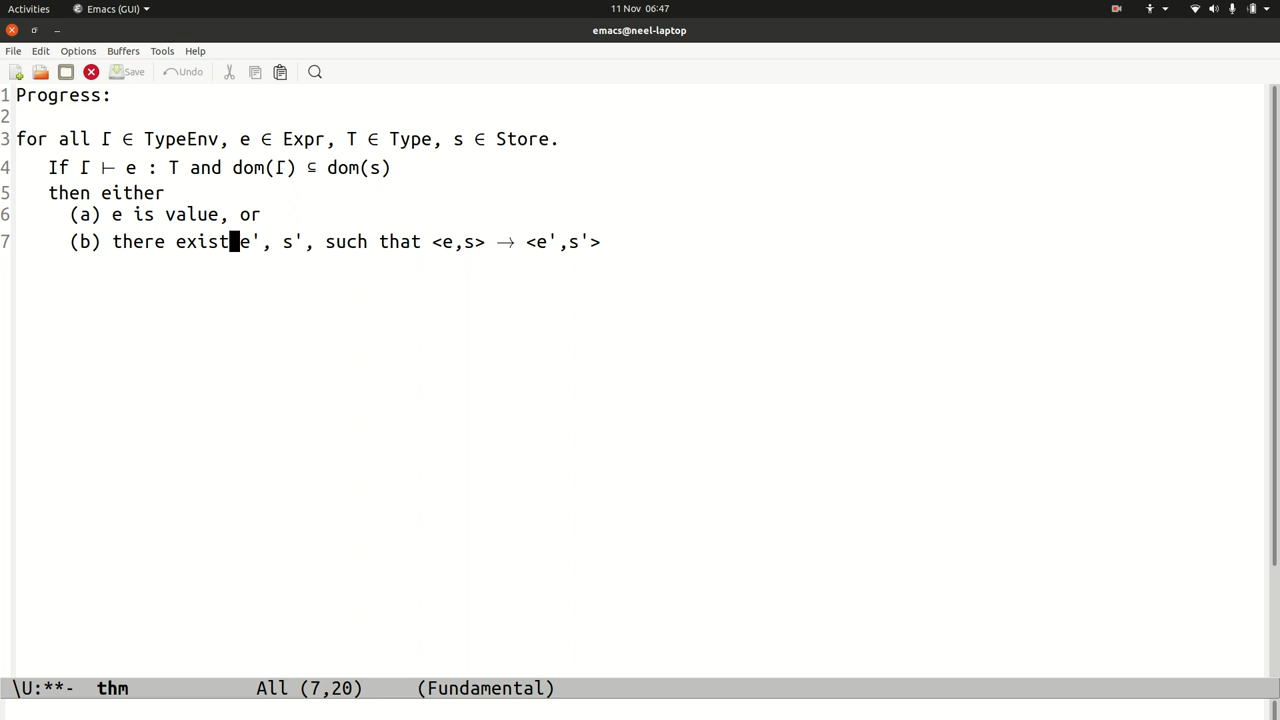 Activities Emacs (GUI) 11 Nov 06:47
emacs@neel-laptop
File Edit Options Buffers Tools Help
Save Undo
1 Progress:
2
3 for all Γ ∈ TypeEnv, e ∈ Expr, T ∈ Type, s ∈ Store.
4 If Γ ⊢ e : T and dom(Γ) ⊆ dom(s)
5 then either
6 (a) e is value, or
7 (b) there exist e', s', such that <e,s> → <e',s'>
\U:**- thm All (7,20) (Fundamental)